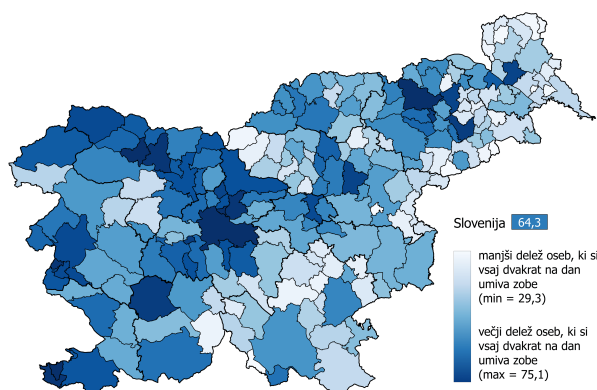 Slovenija 64,3
manjši delež oseb, ki si
vsaj dvakrat na dan
umiva zobe
(min = 29,3)
večji delež oseb, ki si
vsaj dvakrat na dan
umiva zobe
(max = 75,1)